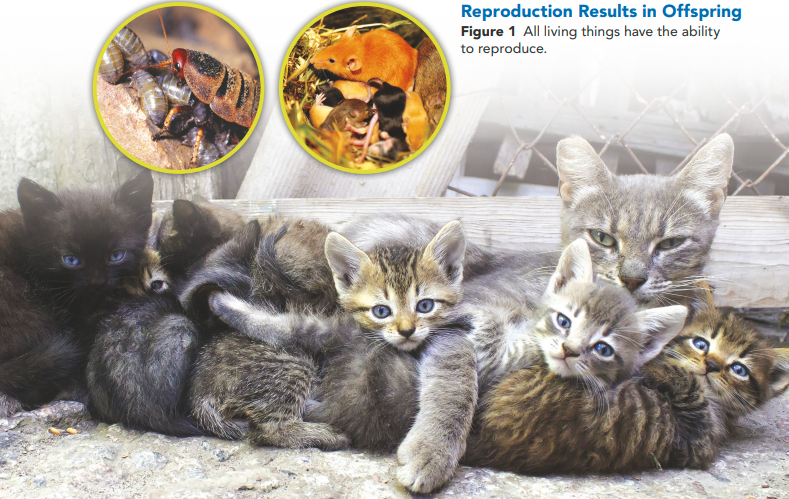 Reproduction Results in Offspring
Figure 1 All living things have the ability
to reproduce.